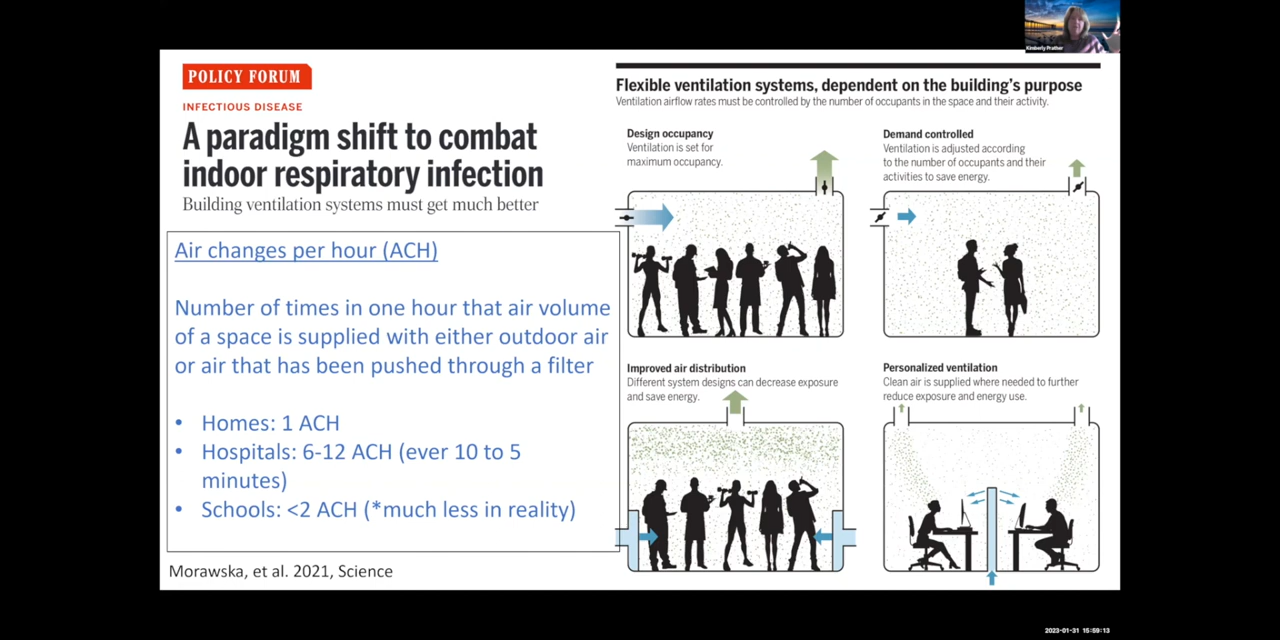 Kimberly Prather
POLICY FORUM
INFECTIOUS DISEASE
A paradigm shift to combat
indoor respiratory infection
Building ventilation systems must get much better
Air changes per hour (ACH)
Number of times in one hour that air volume
of a space is supplied with either outdoor air
or air that has been pushed through a filter
• Homes: 1 ACH
• Hospitals: 6-12 ACH (ever 10 to 5
minutes)
• Schools: <2 ACH (*much less in reality)
Morawska, et al. 2021, Science
Flexible ventilation systems, dependent on the building's purpose
Ventilation airflow rates must be controlled by the number of occupants in the space and their activity.
Design occupancy
Ventilation is set for
maximum occupancy.
Demand controlled
Ventilation is adjusted according
to the number of occupants and their
activities to save energy.
Improved air distribution
Different system designs can decrease exposure
and save energy.
Personalized ventilation
Clean air is supplied where needed to further
reduce exposure and energy use.
2023-01-31 15:59:13